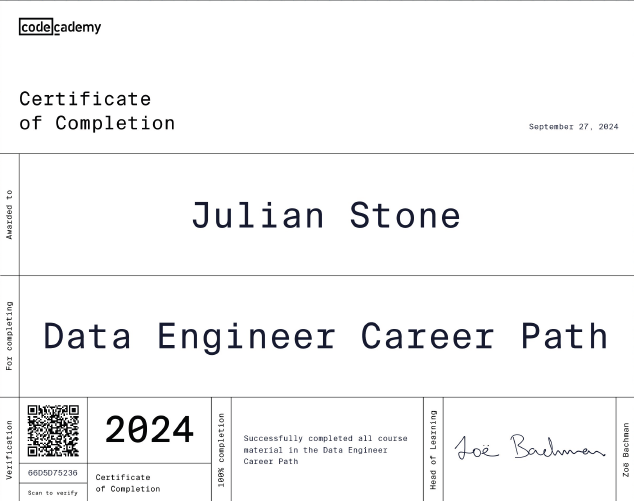 codecademy
Certificate
of Completion
September 27, 2024
Awarded to
Julian Stone
For completing
Data Engineer Career Path
Verification
66D5D75236
Scan to verify
2024
Certificate
of Completion
100% completion
Successfully completed all course
material in the Data Engineer
Career Path
Head of Learning
Zoë Bachman
Zoë Bachman